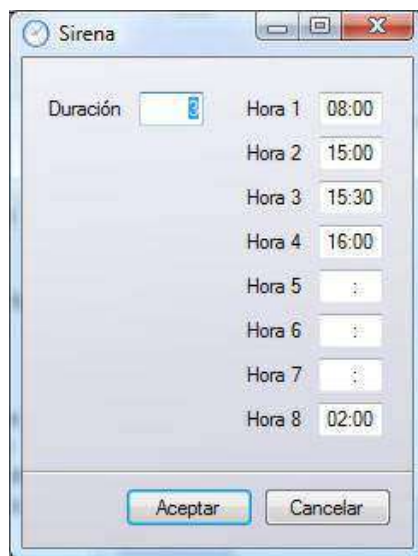 Sirena
Duración 3 Hora 1 08:00
Hora 2 15:00
Hora 3 15:30
Hora 4 16:00
Hora 5 :
Hora 6 :
Hora 7 :
Hora 8 02:00
Aceptar Cancelar